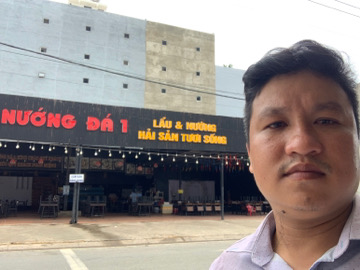 NƯỚNG ĐÁ 1
LẨU & NƯỚNG
HẢI SẢN TƯƠI SỐNG